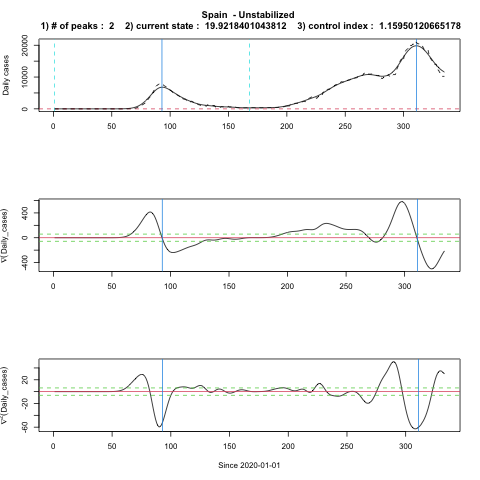 Spain - Unstabilized
1) # of peaks : 2 2) current state : 19.9218401043812 3) control index : 1.15950120665178
Daily cases
0 10000 20000
0 50 100 150 200 250 300
∇(Daily_cases)
-400 0 400
0 50 100 150 200 250 300
∇²(Daily_cases)
-60 -20 20
0 50 100 150 200 250 300
Since 2020-01-01